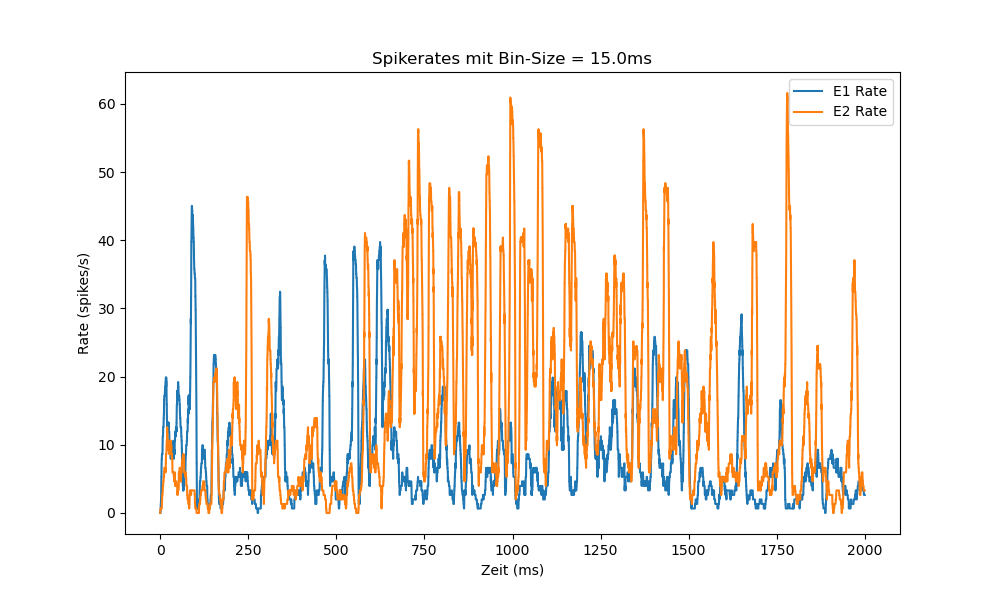 Spikerates mit Bin-Size = 15.0ms
E1 Rate
E2 Rate
Rate (spikes/s)
60
50
40
30
20
10
0
0 250 500 750 1000 1250 1500 1750 2000
Zeit (ms)